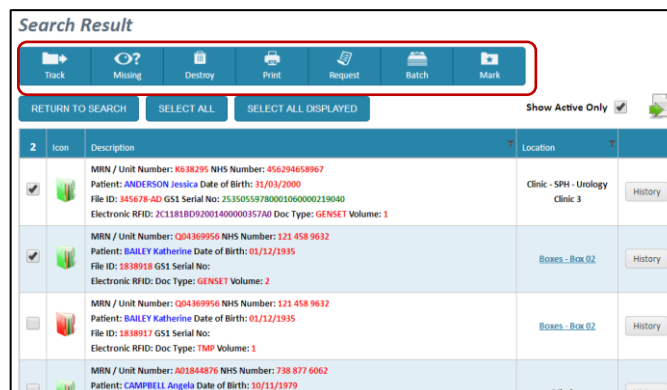 Search Result
Track Missing Destroy Print Request Batch Mark
RETURN TO SEARCH SELECT ALL SELECT ALL DISPLAYED Show Active Only
2 Icon Description Location
MRN / Unit Number: K638295 NHS Number: 456294658967
Patient: ANDERSON Jessica Date of Birth: 31/03/2000
File ID: 345678-AD GS1 Serial No: 25350559780001060000219040
Electronic RFID: 2C1181BD92001400000357A0 Doc Type: GENSET Volume: 1
Clinic - SPH - Urology
Clinic 3
History
MRN / Unit Number: Q04369956 NHS Number: 121 458 9632
Patient: BAILEY Katherine Date of Birth: 01/12/1935
File ID: 1838918 GS1 Serial No:
Electronic RFID: Doc Type: GENSET Volume: 2
Boxes - Box 02
History
MRN / Unit Number: Q04369956 NHS Number: 121 458 9632
Patient: BAILEY Katherine Date of Birth: 01/12/1935
File ID: 1838917 GS1 Serial No:
Electronic RFID: Doc Type: TMP Volume: 1
Boxes - Box 02
History
MRN / Unit Number: A01844876 NHS Number: 738 877 6062
Patient: CAMPBELL Angela Date of Birth: 10/11/1979